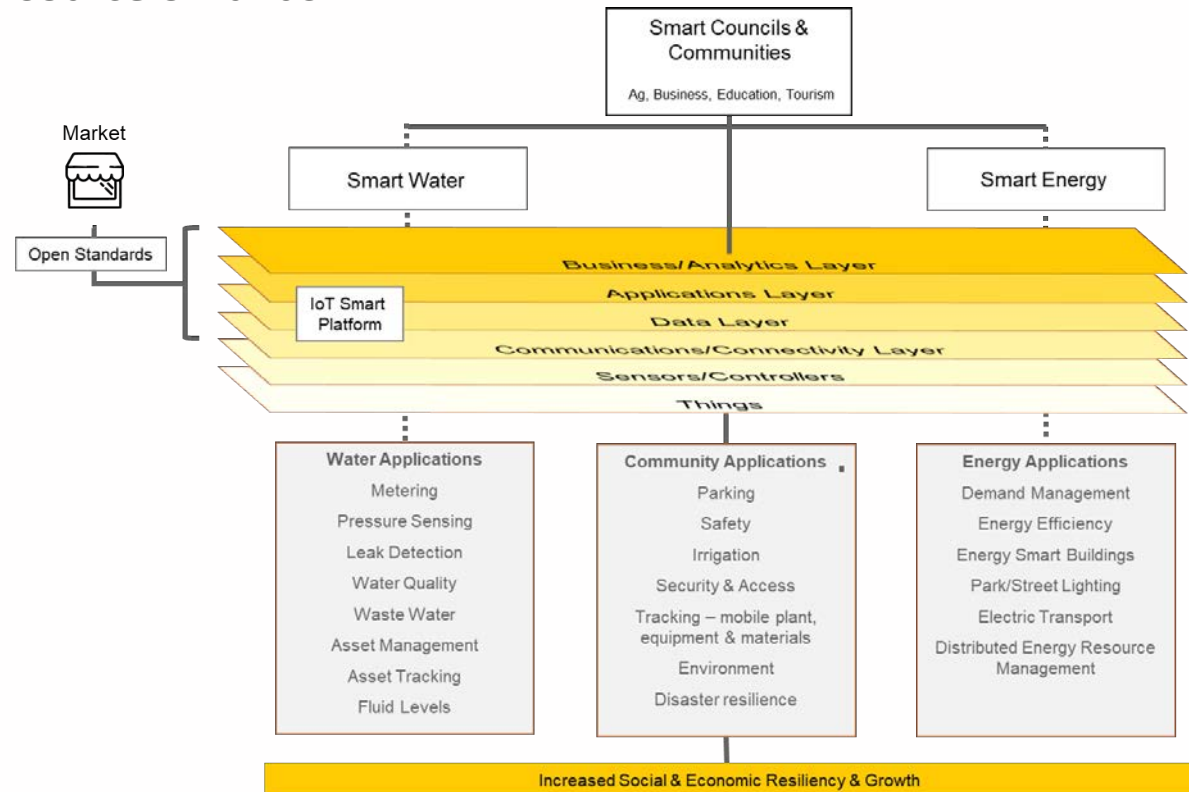 Smart Councils &
Communities
Ag, Business, Education, Tourism
Market
Smart Water
Smart Energy
Open Standards
Business/Analytics Layer
Applications Layer
IoT Smart
Platform
Data Layer
Communications/Connectivity Layer
Sensors/Controllers
Things
Water Applications
Metering
Pressure Sensing
Leak Detection
Water Quality
Waste Water
Asset Management
Asset Tracking
Fluid Levels
Community Applications
Parking
Safety
Irrigation
Security & Access
Tracking – mobile plant,
equipment & materials
Environment
Disaster resilience
Energy Applications
Demand Management
Energy Efficiency
Energy Smart Buildings
Park/Street Lighting
Electric Transport
Distributed Energy Resource
Management
Increased Social & Economic Resiliency & Growth